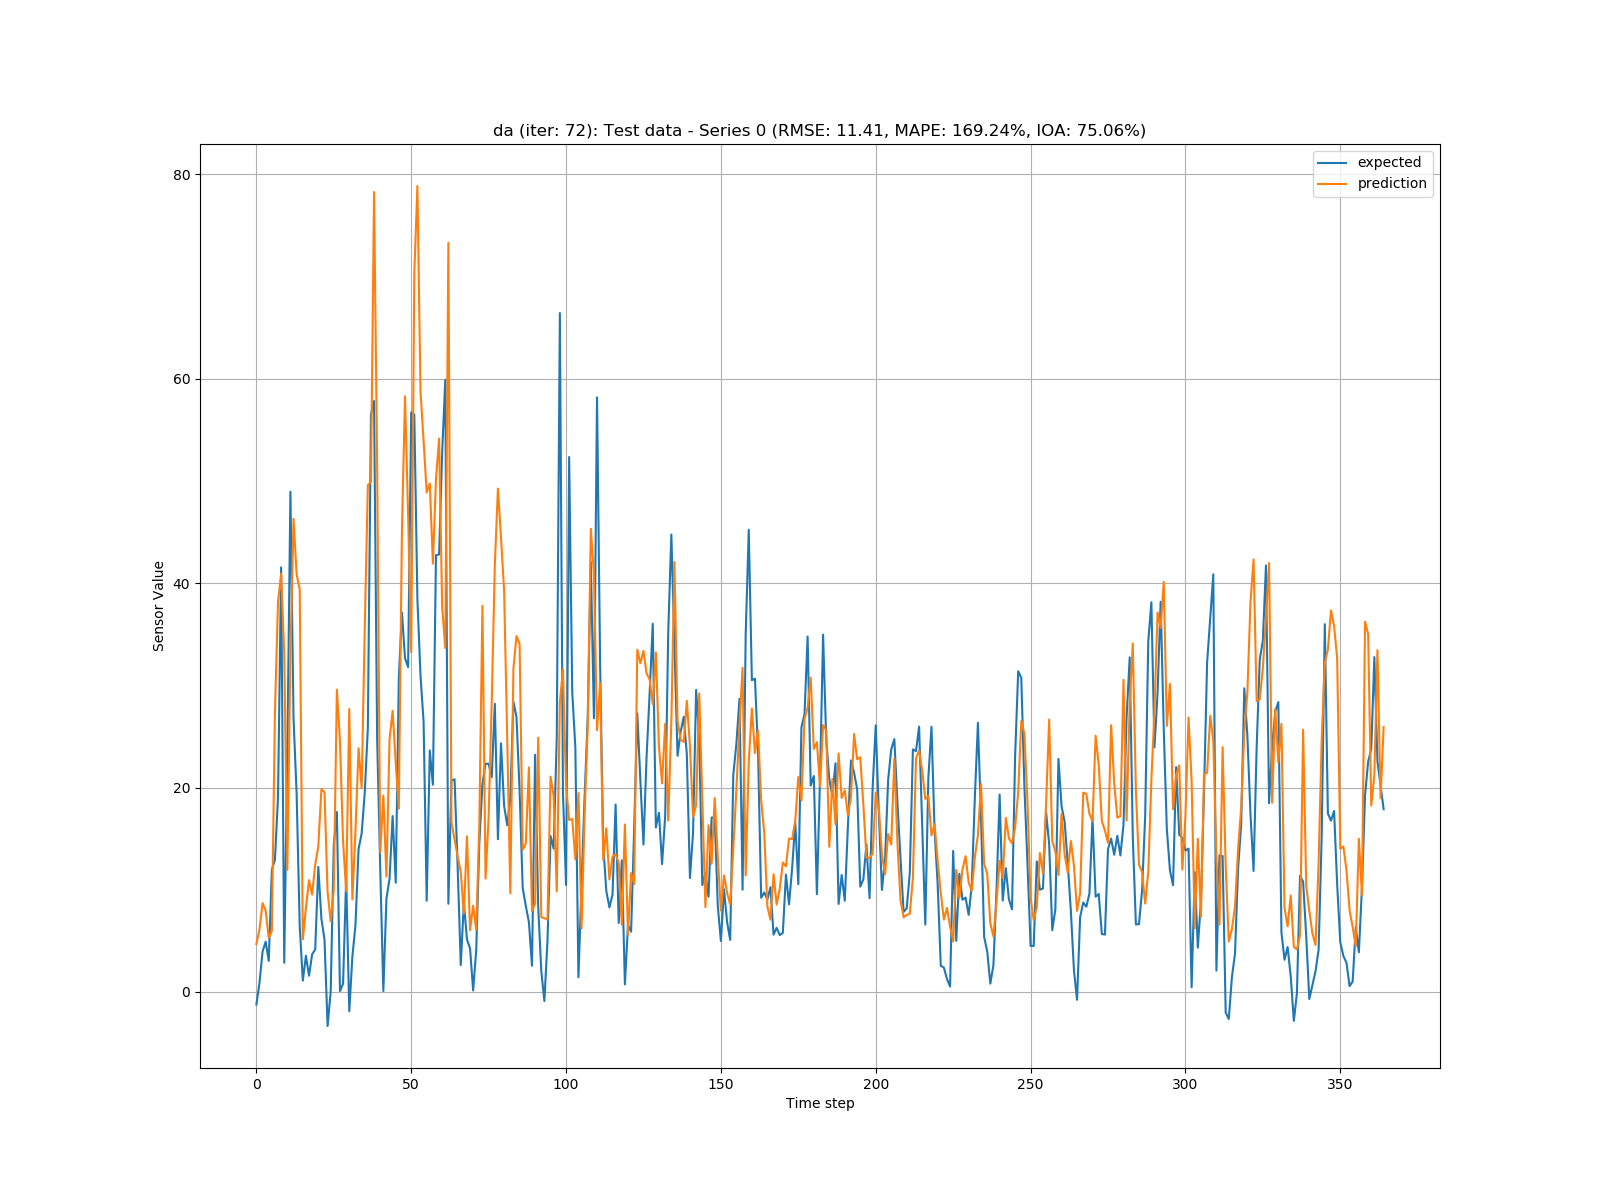 da (iter: 72): Test data - Series 0 (RMSE: 11.41, MAPE: 169.24%, IOA: 75.06%)
expected
prediction
80
60
40
20
0
Sensor Value
0 50 100 150 200 250 300 350
Time step